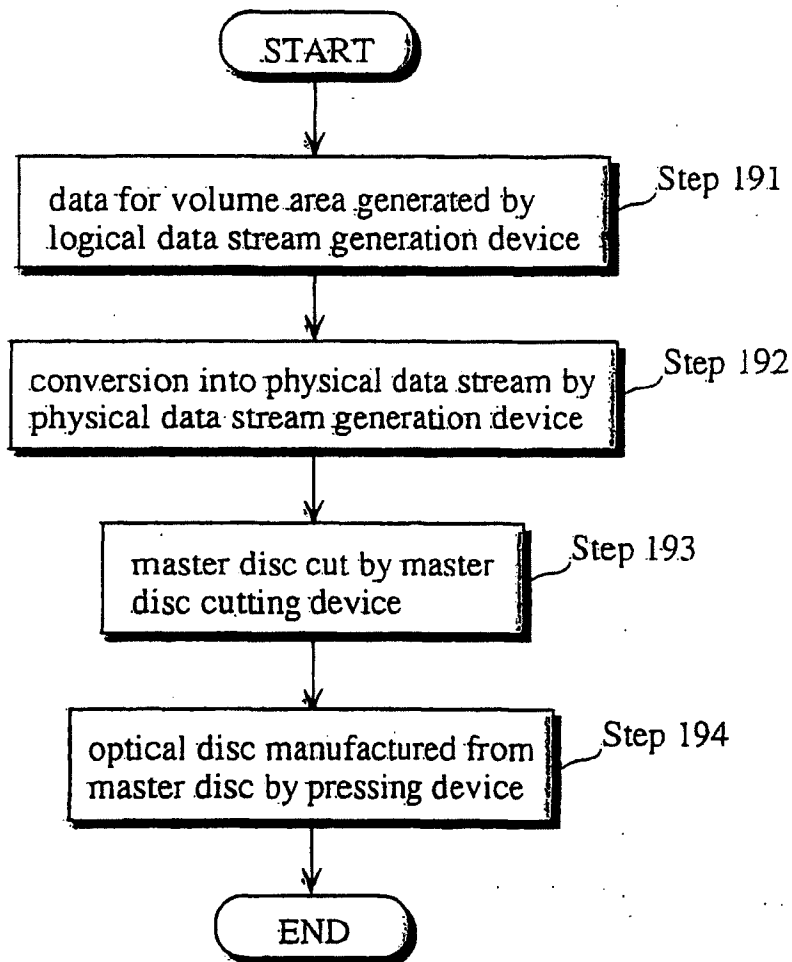 START
data for volume area generated by
logical data stream generation device
Step 191
conversion into physical data stream by
physical data stream generation device
Step 192
master disc cut by master
disc cutting device
Step 193
optical disc manufactured from
master disc by pressing device
Step 194
END